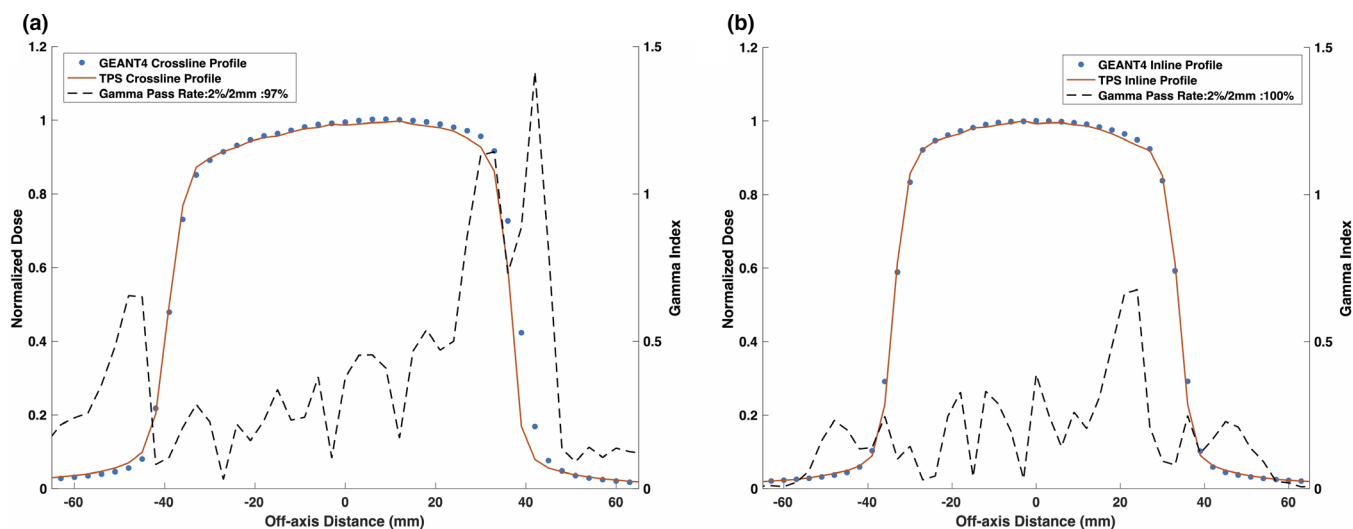 (a)
1.2
1
0.8
0.6
0.4
0.2
0
Normalized Dose
GEANT4 Crossline Profile
TPS Crossline Profile
Gamma Pass Rate:2%/2mm :97%
1.5
1
0.5
0
Gamma Index
-60 -40 -20 0 20 40 60
Off-axis Distance (mm)
(b)
1.2
1
0.8
0.6
0.4
0.2
0
Normalized Dose
GEANT4 Inline Profile
TPS Inline Profile
Gamma Pass Rate:2%/2mm :100%
1.5
1
0.5
0
Gamma Index
-60 -40 -20 0 20 40 60
Off-axis Distance (mm)